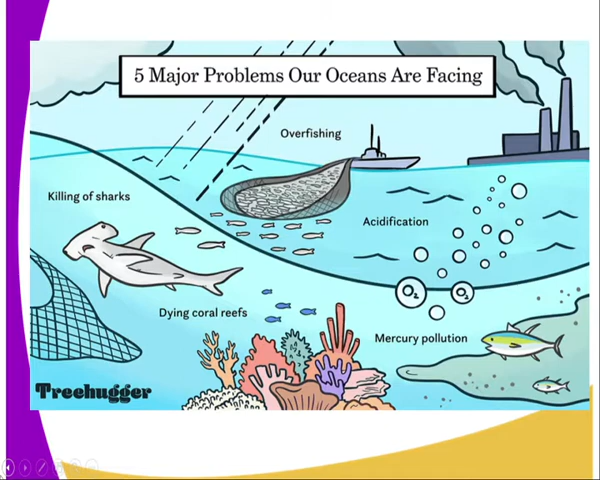 5 Major Problems Our Oceans Are Facing
Overfishing
Killing of sharks
Acidification
O₂
O₂
Dying coral reefs
Mercury pollution
Treehugger